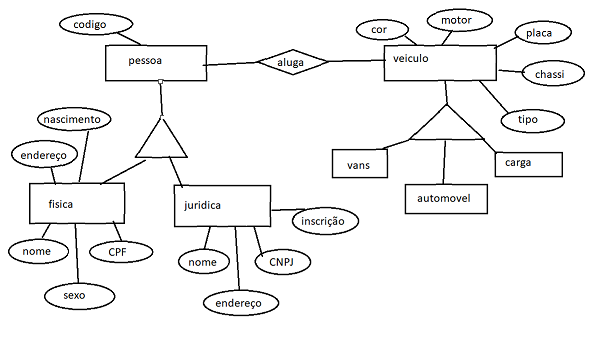 codigo
pessoa
aluga
cor
motor
placa
veiculo
chassi
tipo
nascimento
endereço
fisica
nome
CPF
sexo
juridica
inscrição
nome
CNPJ
endereço
vans
automovel
carga